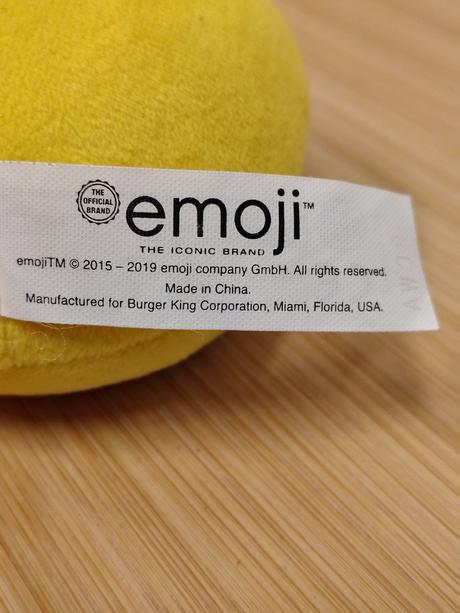 THE
OFFICIAL
BRAND
emoji™
THE ICONIC BRAND
emojiTM © 2015 – 2019 emoji company GmbH. All rights reserved.
Made in China.
Manufactured for Burger King Corporation, Miami, Florida, USA.